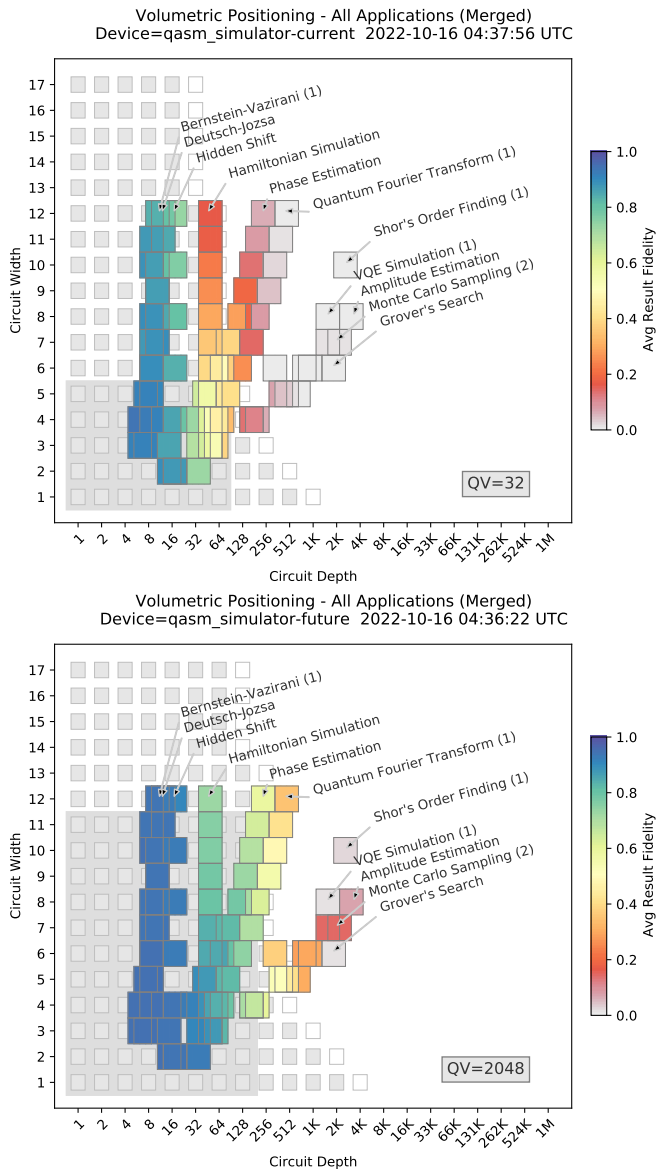 Volumetric Positioning - All Applications (Merged)
Device=qasm_simulator-current  2022-10-16 04:37:56 UTC
17
16
15
14
13
12
11
10
9
8
7
6
5
4
3
2
1
Circuit Width
Bernstein-Vazirani (1)
Deutsch-Jozsa
Hidden Shift
Hamiltonian Simulation
Phase Estimation
Quantum Fourier Transform (1)
Shor's Order Finding (1)
VQE Simulation (1)
Amplitude Estimation
Monte Carlo Sampling (2)
Grover's Search
QV=32
1
2
4
8
16
32
64
128
256
512
1K
2K
4K
8K
16K
33K
66K
131K
262K
524K
1M
Circuit Depth
1.0
0.8
0.6
0.4
0.2
0.0
Avg Result Fidelity
Volumetric Positioning - All Applications (Merged)
Device=qasm_simulator-future  2022-10-16 04:36:22 UTC
17
16
15
14
13
12
11
10
9
8
7
6
5
4
3
2
1
Circuit Width
Bernstein-Vazirani (1)
Deutsch-Jozsa
Hidden Shift
Hamiltonian Simulation
Phase Estimation
Quantum Fourier Transform (1)
Shor's Order Finding (1)
VQE Simulation (1)
Amplitude Estimation
Monte Carlo Sampling (2)
Grover's Search
QV=2048
1
2
4
8
16
32
64
128
256
512
1K
2K
4K
8K
16K
33K
66K
131K
262K
524K
1M
Circuit Depth
1.0
0.8
0.6
0.4
0.2
0.0
Avg Result Fidelity